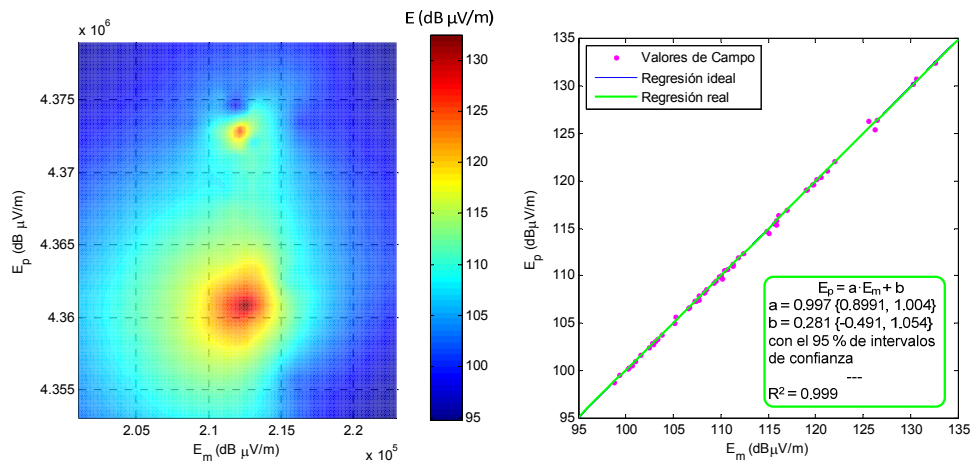 E (dB µV/m)
x 10⁶
4.375
4.37
4.365
4.36
4.355
E_p (dB µV/m)
2.05
2.1
2.15
2.2
E_m (dB µV/m)
x 10⁵
130
125
120
115
110
105
100
95
135
130
125
120
115
110
105
100
95
E_p (dBµV/m)
Valores de Campo
Regresión ideal
Regresión real
E_p = a·E_m + b
a = 0.997 {0.8991, 1.004}
b = 0.281 {-0.491, 1.054}
con el 95 % de intervalos
de confianza
---
R² = 0.999
95
100
105
110
115
120
125
130
135
E_m (dBµV/m)